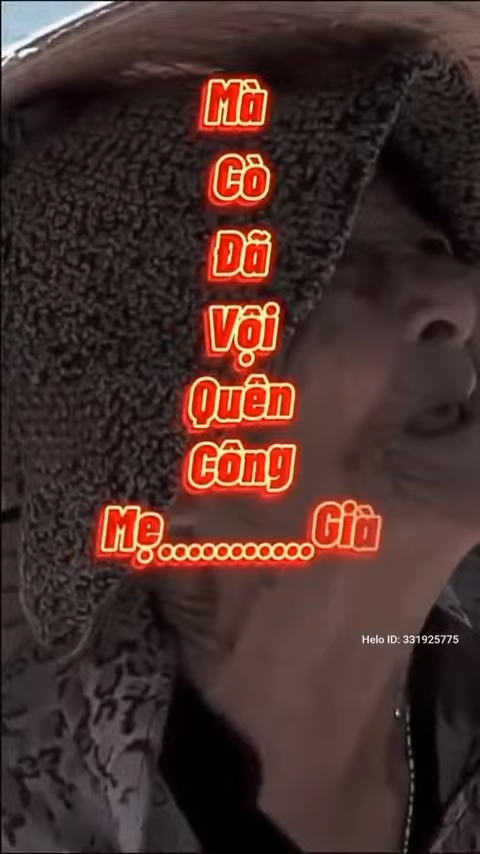 Mà
Cò
Đã
Vội
Quên
Công
Mẹ...........Già
Helo ID: 331925775